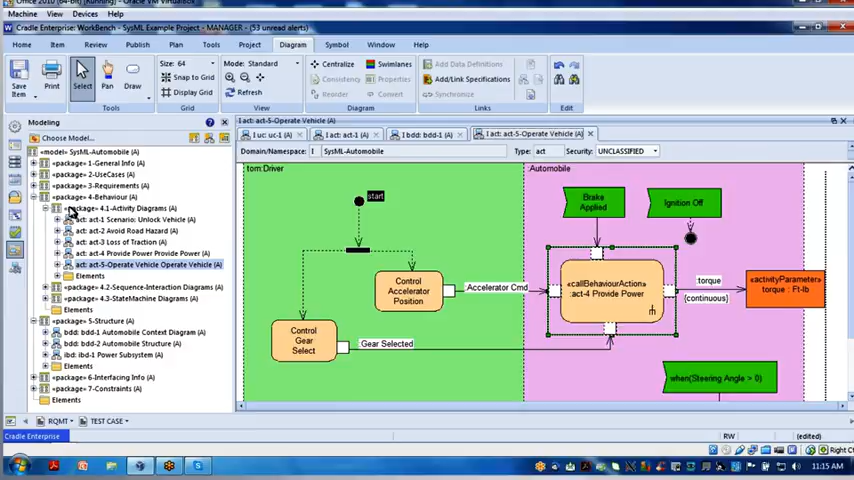 Office 2010 (64-bit) [Running] - Oracle VM VirtualBox
Machine View Devices Help
Cradle Enterprise: WorkBench - SysML Example Project - MANAGER - (53 unread alerts)
Home Item Review Publish Plan Tools Project Diagram Symbol Window Help
Save Item
Print
Select
Pan
Draw
Tools
Size: 64
Snap to Grid
Display Grid
Grid
Mode: Standard
Refresh
View
Centralize
Swimlanes
Consistency
Properties
Reorder
Convert
Diagram
Add Data Definitions
Add/Link Specifications
Synchronize
Links
Edit
Modeling
Choose Model...
«model» SysML-Automobile (A)
«package» 1-General Info (A)
«package» 2-UseCases (A)
«package» 3-Requirements (A)
«package» 4-Behaviour (A)
«package» 4.1-Activity Diagrams (A)
act: act-1 Scenario: Unlock Vehicle (A)
act: act-2 Avoid Road Hazard (A)
act: act-3 Loss of Traction (A)
act: act-4 Provide Power Provide Power (A)
act: act-5-Operate Vehicle Operate Vehicle (A)
Elements
«package» 4.2-Sequence-Interaction Diagrams (A)
«package» 4.3-StateMachine Diagrams (A)
Elements
«package» 5-Structure (A)
bdd: bdd-1 Automobile Context Diagram (A)
bdd: bdd-2 Automobile Structure (A)
ibd: ibd-1 Power Subsystem (A)
Elements
«package» 6-Interfacing Info (A)
«package» 7-Constraints (A)
Elements
I act: act-5-Operate Vehicle (A)
I uc: uc-1 (A)
I act: act-1 (A)
I bdd: bdd-1 (A)
I act: act-5-Operate Vehicle (A)
Domain/Namespace: I SysML-Automobile Type: act Security: UNCLASSIFIED
tom:Driver
:Automobile
start
Brake Applied
Ignition Off
Control Accelerator Position
:Accelerator Cmd
«callBehaviourAction»
:act-4 Provide Power
:torque
{continuous}
«activityParameter»
torque : Ft-lb
Control Gear Select
:Gear Selected
when(Steering Angle > 0)
RQMT TEST CASE
Cradle Enterprise
RW (edited)
Right Ct
11:15 AM